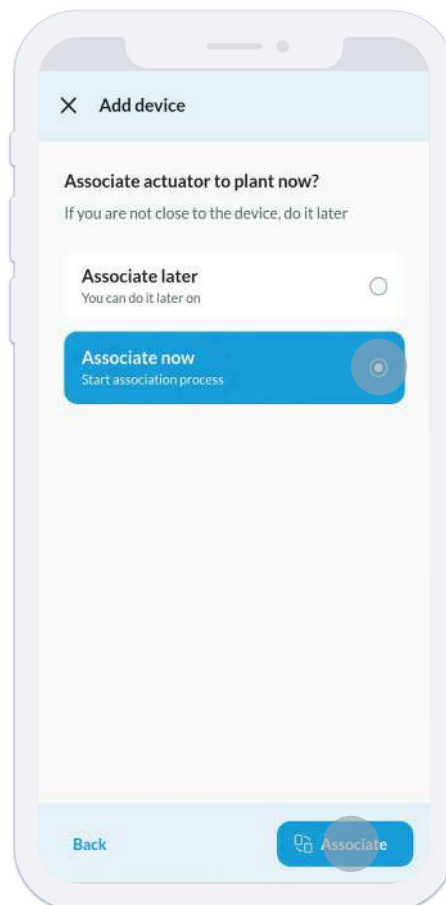 Add device
Associate actuator to plant now?
If you are not close to the device, do it later
Associate later
You can do it later on
Associate now
Start association process
Back
Associate